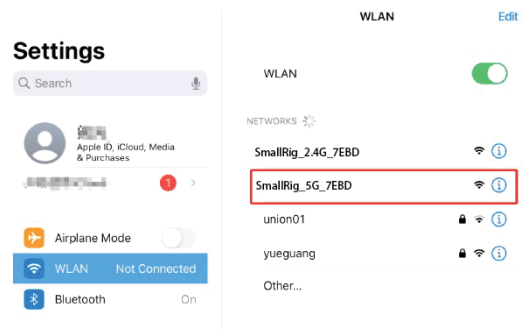 Settings
Search
Apple ID, iCloud, Media
& Purchases
1
Airplane Mode
WLAN Not Connected
Bluetooth On
WLAN Edit
WLAN
NETWORKS
SmallRig_2.4G_7EBD
SmallRig_5G_7EBD
union01
yueguang
Other...